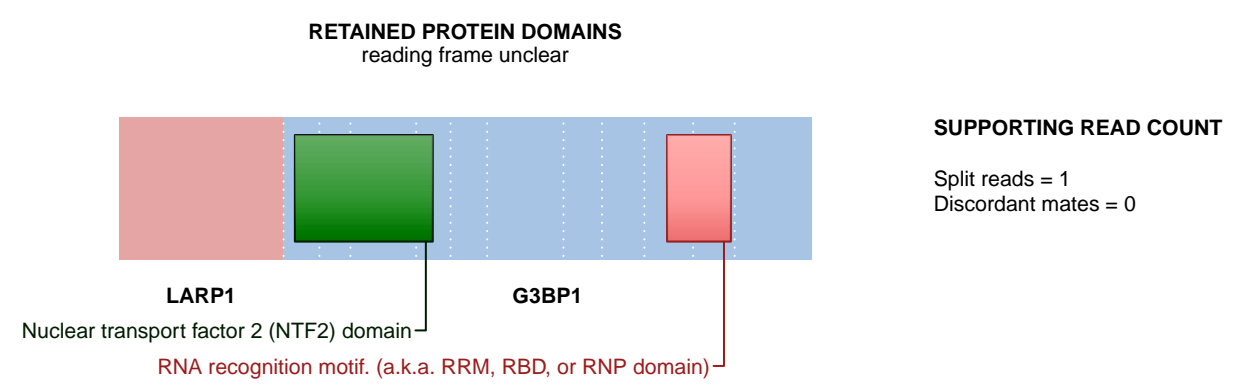 RETAINED PROTEIN DOMAINS
reading frame unclear
SUPPORTING READ COUNT
Split reads = 1
Discordant mates = 0
LARP1
G3BP1
Nuclear transport factor 2 (NTF2) domain
RNA recognition motif. (a.k.a. RRM, RBD, or RNP domain)